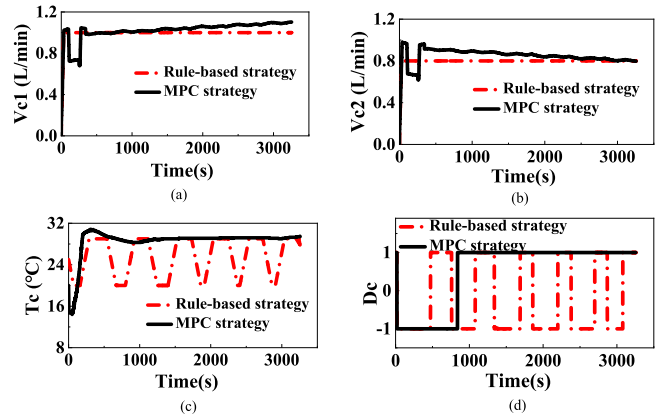 1.2
0.8
0.4
0.0
Vc1 (L/min)
Rule-based strategy
MPC strategy
0 1000 2000 3000
Time(s)
(a)
1.2
0.8
0.4
0.0
Vc2 (L/min)
Rule-based strategy
MPC strategy
0 1000 2000 3000
Time(s)
(b)
32
24
16
8
Tc (℃)
Rule-based strategy
MPC strategy
0 1000 2000 3000
Time(s)
(c)
1
0
-1
Dc
Rule-based strategy
MPC strategy
0 1000 2000 3000
Time(s)
(d)